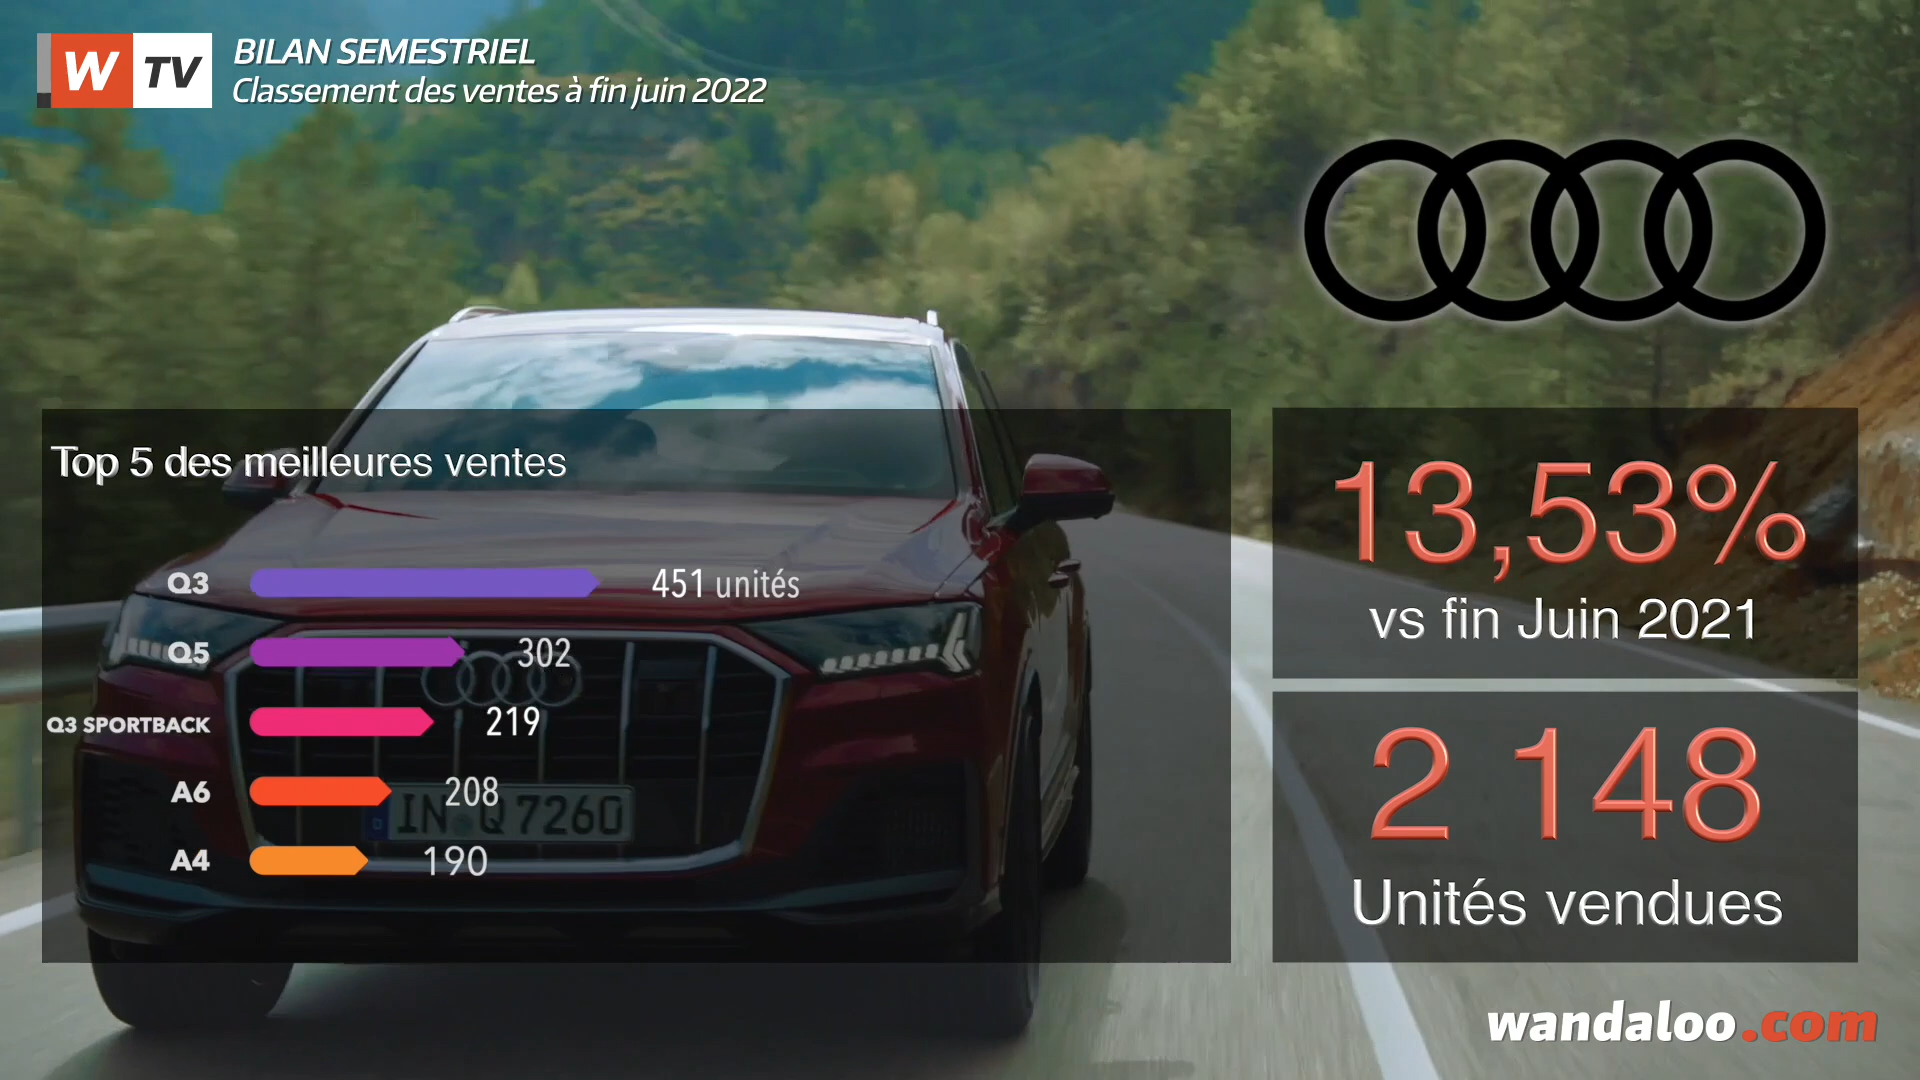 W TV
BILAN SEMESTRIEL
Classement des ventes à fin juin 2022
Top 5 des meilleures ventes
Q3 451 unités
Q5 302
Q3 SPORTBACK 219
A6 208
A4 190
IN Q 7260
13,53%
vs fin Juin 2021
2 148
Unités vendues
wandaloo.com